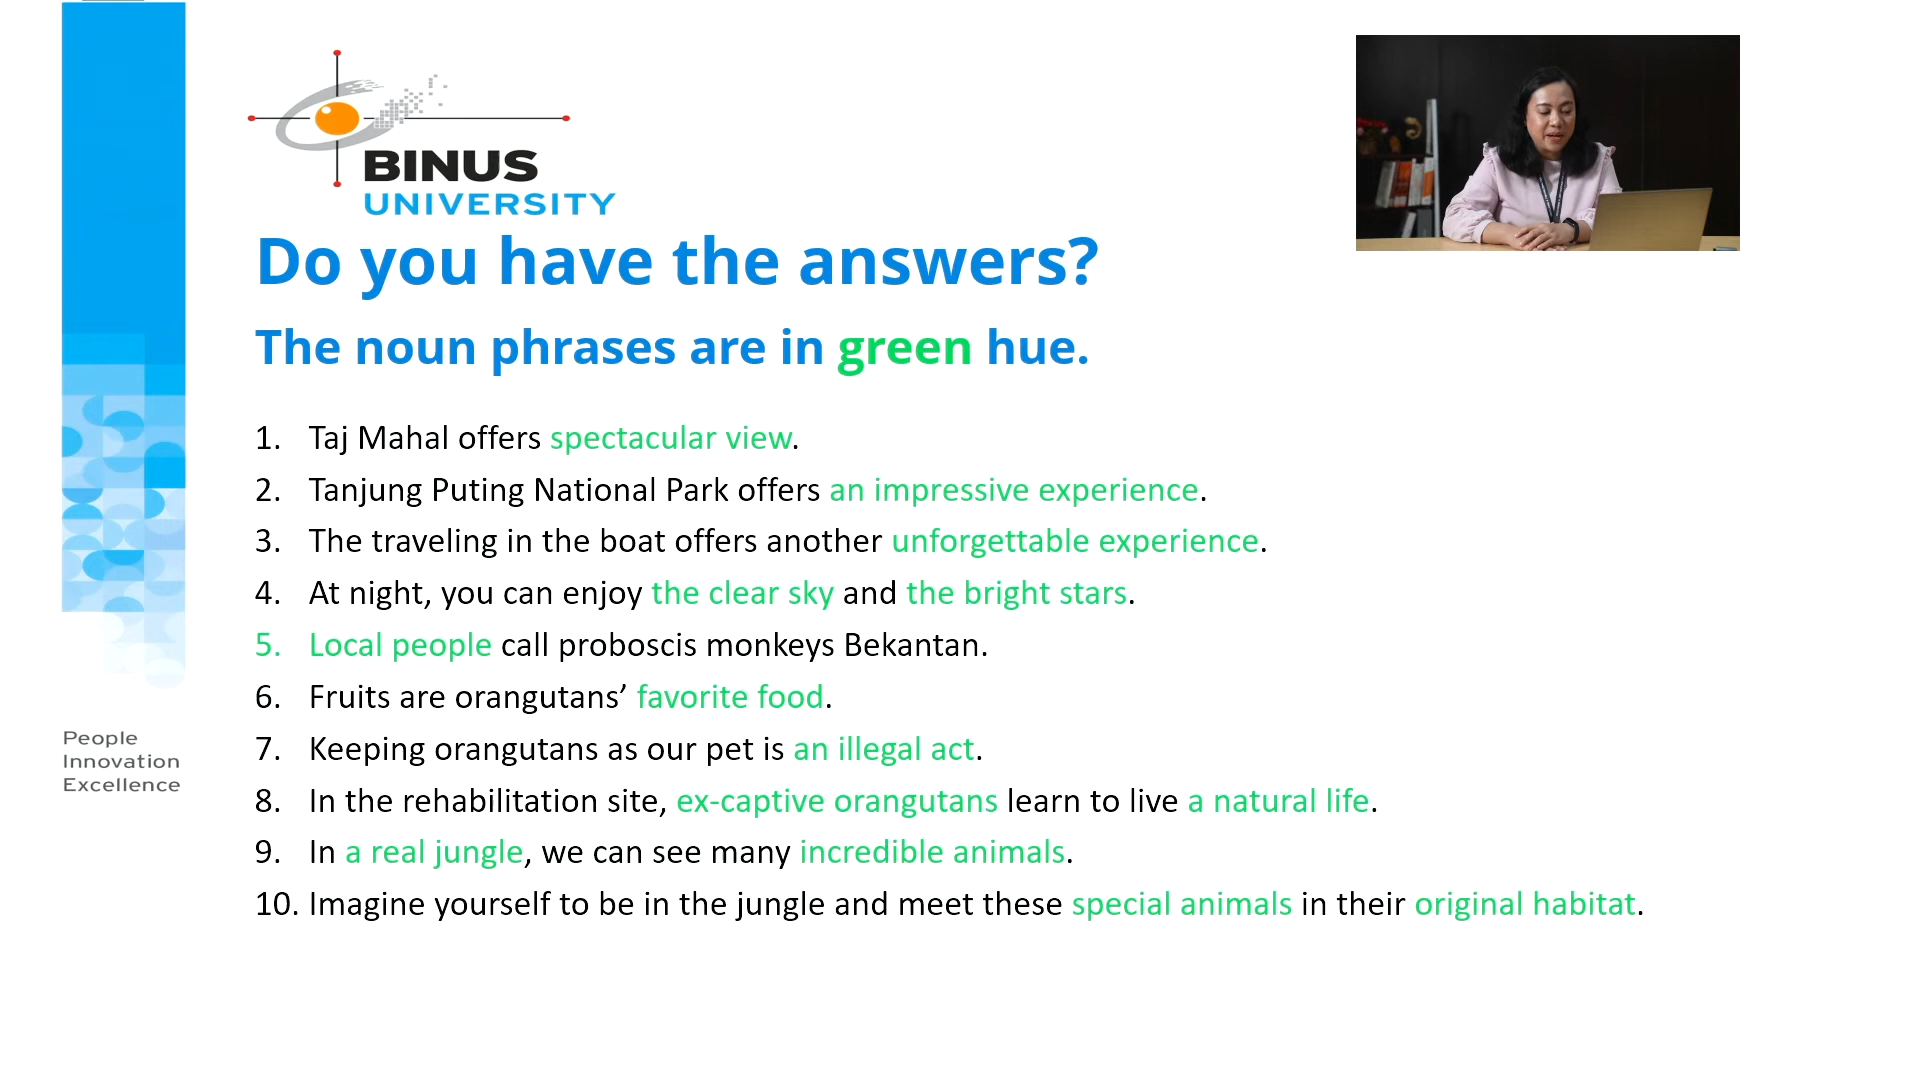 BINUS
UNIVERSITY
Do you have the answers?
The noun phrases are in green hue.
1. Taj Mahal offers spectacular view.
2. Tanjung Puting National Park offers an impressive experience.
3. The traveling in the boat offers another unforgettable experience.
4. At night, you can enjoy the clear sky and the bright stars.
5. Local people call proboscis monkeys Bekantan.
6. Fruits are orangutans’ favorite food.
7. Keeping orangutans as our pet is an illegal act.
8. In the rehabilitation site, ex-captive orangutans learn to live a natural life.
9. In a real jungle, we can see many incredible animals.
10. Imagine yourself to be in the jungle and meet these special animals in their original habitat.
People
Innovation
Excellence